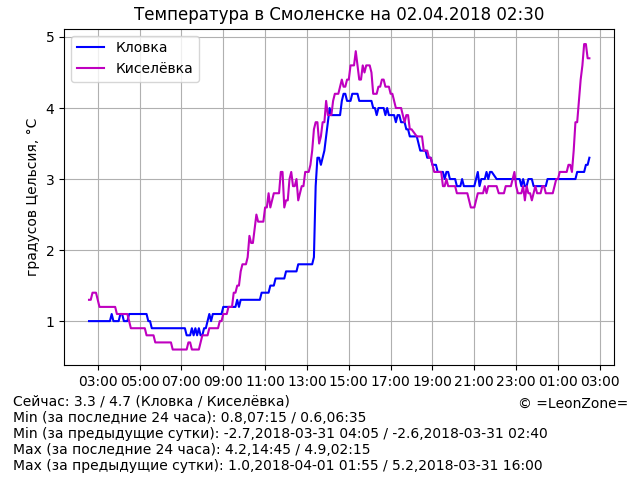 Температура в Смоленске на 02.04.2018 02:30
Кловка
Киселёвка
градусов Цельсия, °C
5
4
3
2
1
03:00 05:00 07:00 09:00 11:00 13:00 15:00 17:00 19:00 21:00 23:00 01:00 03:00
Сейчас: 3.3 / 4.7 (Кловка / Киселёвка)
© =LeonZone=
Min (за последние 24 часа): 0.8,07:15 / 0.6,06:35
Min (за предыдущие сутки): -2.7,2018-03-31 04:05 / -2.6,2018-03-31 02:40
Max (за последние 24 часа): 4.2,14:45 / 4.9,02:15
Max (за предыдущие сутки): 1.0,2018-04-01 01:55 / 5.2,2018-03-31 16:00